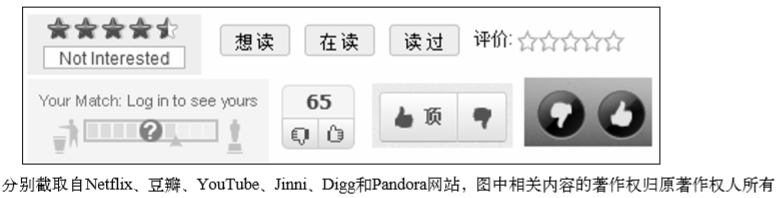 想读 在读 读过 评价:
Not Interested
Your Match: Log in to see yours
65
顶
?
分别截取自Netflix、豆瓣、YouTube、Jinni、Digg和Pandora网站，图中相关内容的著作权归原著作权人所有